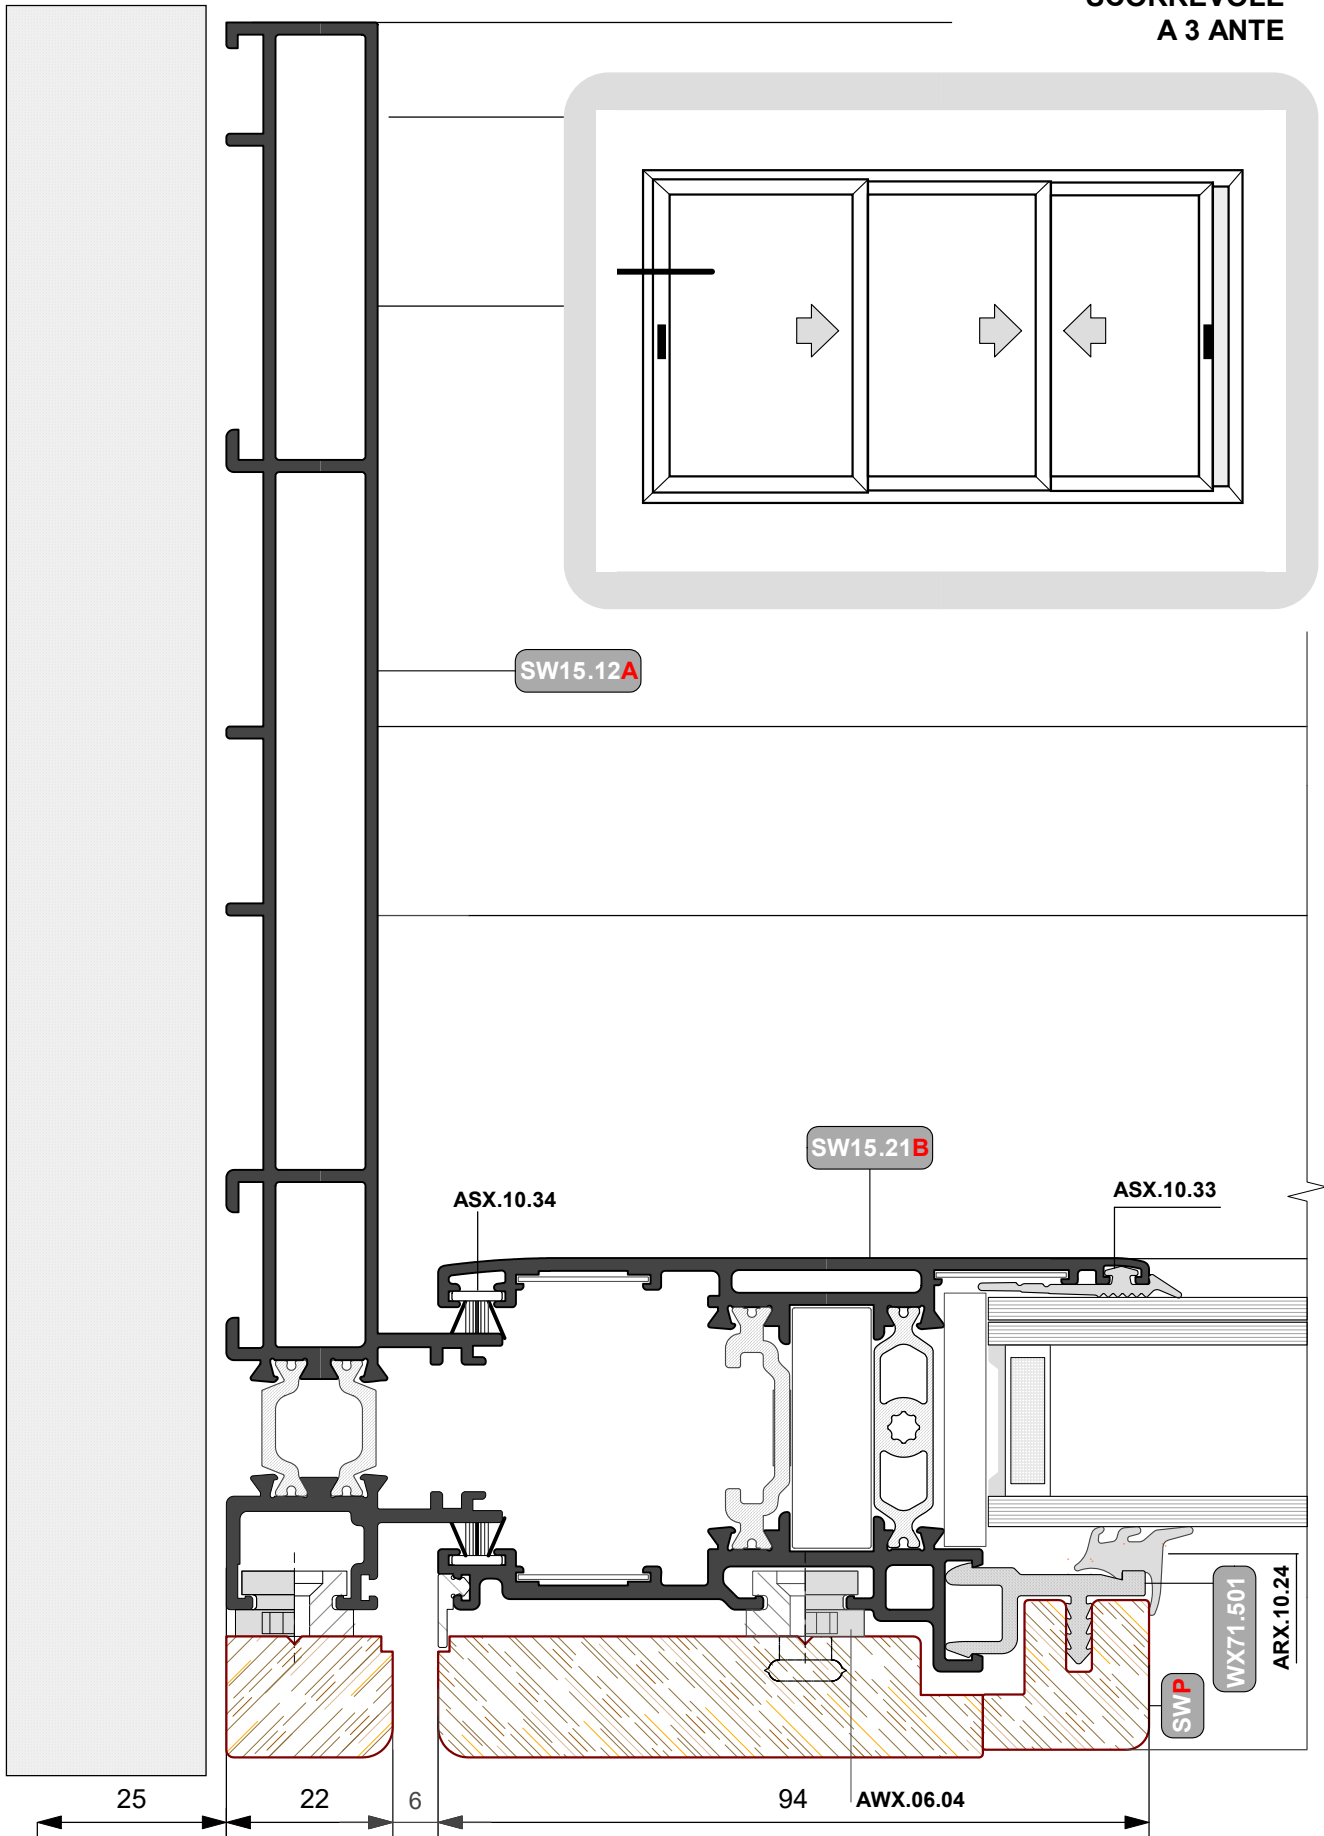 SCORREVOLE
A 3 ANTE
SW15.12A
SW15.21B
ASX.10.34
ASX.10.33
WX71.501
ARX.10.24
SWP
25
22
6
94
AWX.06.04